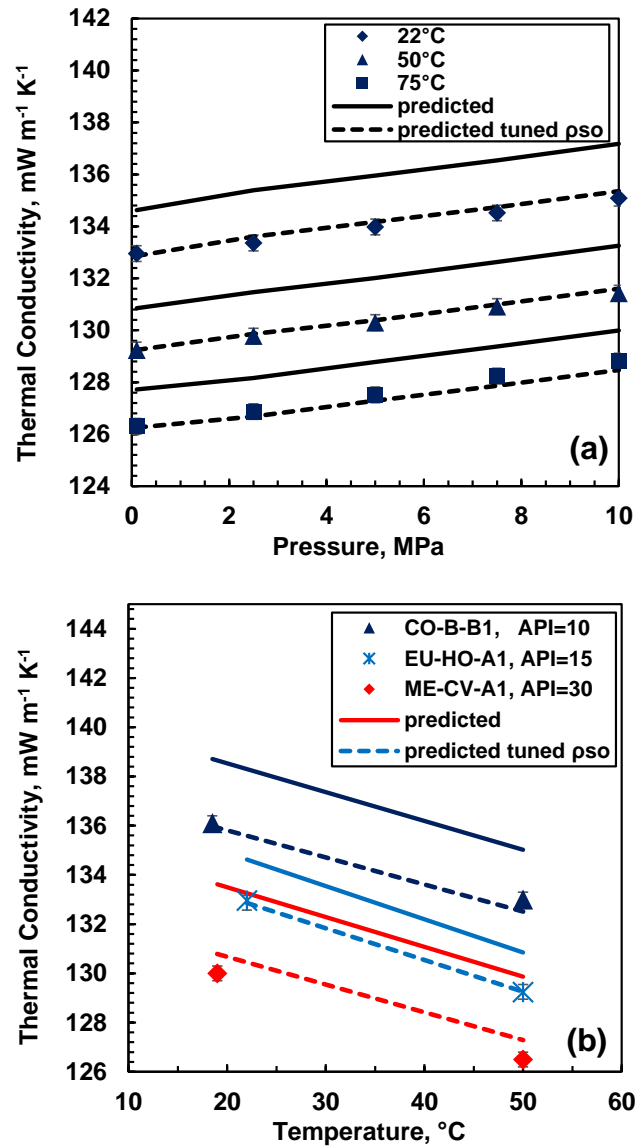 142
140
138
136
134
132
130
128
126
124
Thermal Conductivity, mW m⁻¹ K⁻¹
22°C
50°C
75°C
predicted
predicted tuned ρso
(a)
0 2 4 6 8 10
Pressure, MPa
144
142
140
138
136
134
132
130
128
126
Thermal Conductivity, mW m⁻¹ K⁻¹
CO-B-B1, API=10
EU-HO-A1, API=15
ME-CV-A1, API=30
predicted
predicted tuned ρso
(b)
10 20 30 40 50 60
Temperature, °C